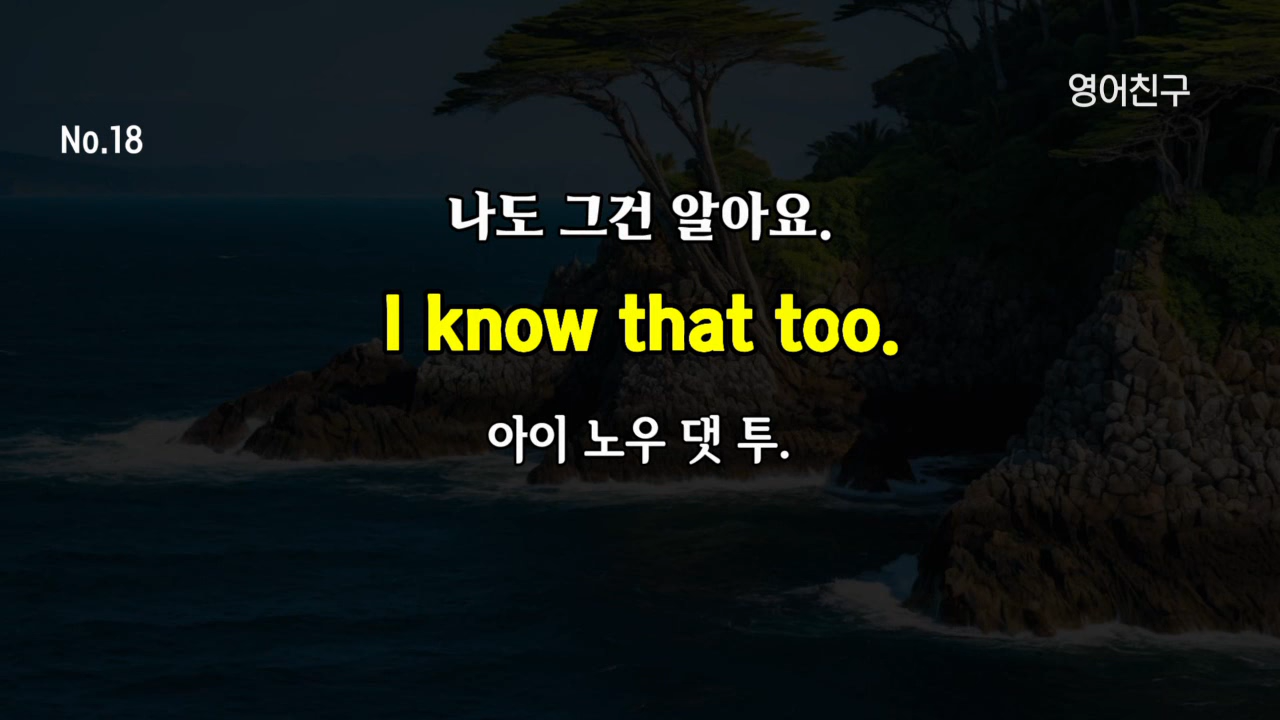 영어친구
No.18
나도 그건 알아요.
I know that too.
아이 노우 댓 투.